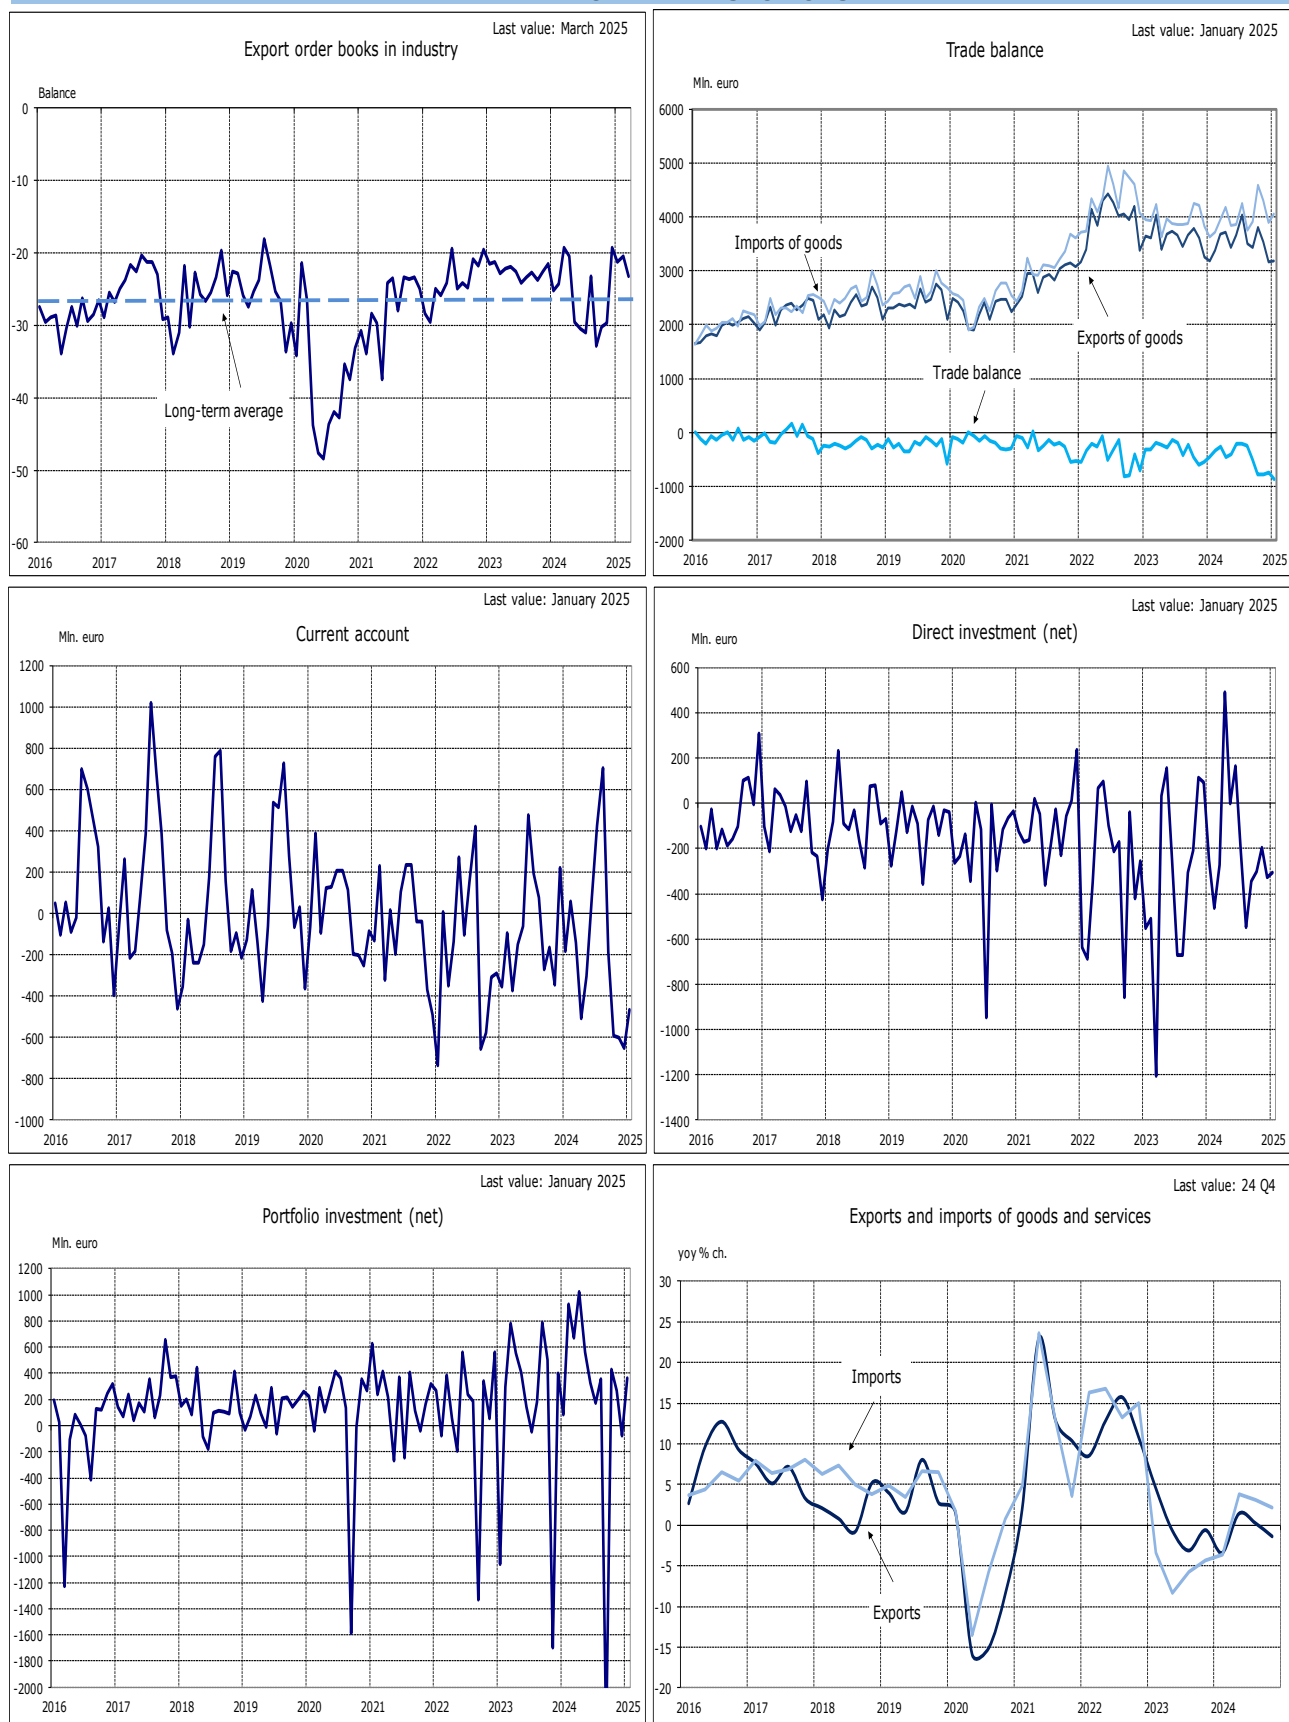 Last value: March 2025
Export order books in industry
Balance
0
-10
-20
-30
-40
-50
-60
Long-term average
2016 2017 2018 2019 2020 2021 2022 2023 2024 2025
Last value: January 2025
Trade balance
Mln. euro
6000
5000
4000
3000
2000
1000
0
-1000
-2000
Imports of goods
Exports of goods
Trade balance
2016 2017 2018 2019 2020 2021 2022 2023 2024 2025
Last value: January 2025
Current account
Mln. euro
1200
1000
800
600
400
200
0
-200
-400
-600
-800
-1000
2016 2017 2018 2019 2020 2021 2022 2023 2024 2025
Last value: January 2025
Direct investment (net)
Mln. euro
600
400
200
0
-200
-400
-600
-800
-1000
-1200
-1400
2016 2017 2018 2019 2020 2021 2022 2023 2024 2025
Last value: January 2025
Portfolio investment (net)
Mln. euro
1200
1000
800
600
400
200
0
-200
-400
-600
-800
-1000
-1200
-1400
-1600
-1800
-2000
2016 2017 2018 2019 2020 2021 2022 2023 2024 2025
Last value: 24 Q4
Exports and imports of goods and services
yoy % ch.
30
25
20
15
10
5
0
-5
-10
-15
-20
Imports
Exports
2016 2017 2018 2019 2020 2021 2022 2023 2024